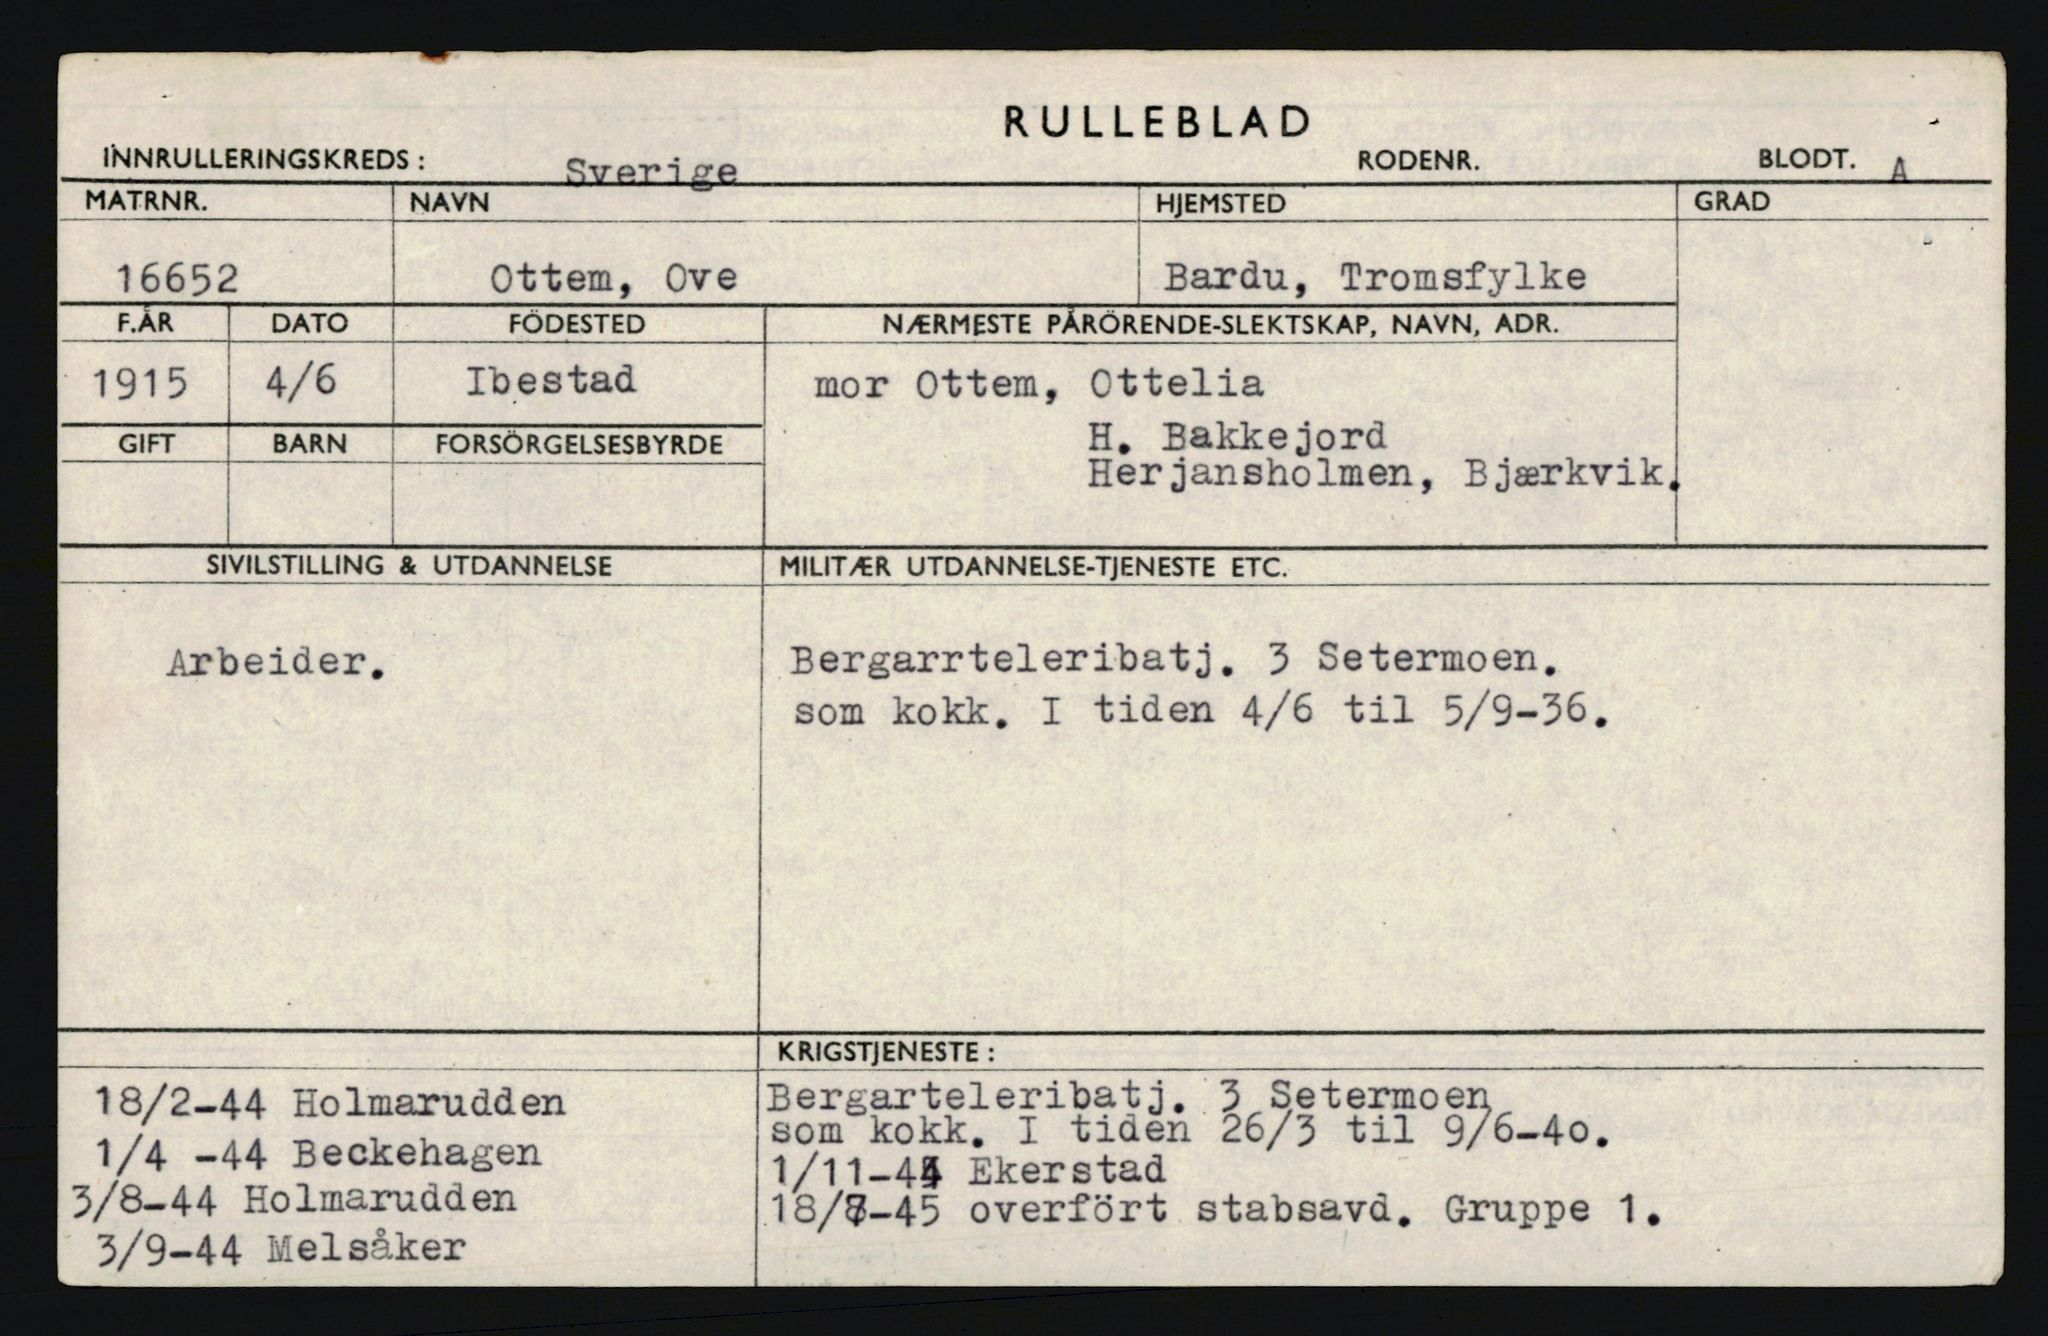 RULLEBLAD
INNRULLERINGSKREDS: Sverige RODENR. BLODT. A
MATRNR. NAVN HJEMSTED GRAD
16652 Ottem, Ove Bardu, Tromsfylke
F.ÅR DATO FÖDESTED NÆRMESTE PÅRÖRENDE-SLEKTSKAP, NAVN, ADR.
1915 4/6 Ibestad mor Ottem, Ottelia
H. Bakkejord
GIFT BARN FORSÖRGELSESBYRDE
Herjansholmen, Bjærkvik.
SIVILSTILLING & UTDANNELSE MILITÆR UTDANNELSE-TJENESTE ETC.
Arbeider. Bergarrteleribatj. 3 Setermoen.
som kokk. I tiden 4/6 til 5/9-36.
KRIGSTJENESTE:
18/2-44 Holmarudden
1/4 -44 Beckehagen
3/8-44 Holmarudden
3/9-44 Melsåker
Bergarteleribatj. 3 Setermoen
som kokk. I tiden 26/3 til 9/6-4o.
1/11-44 Ekerstad
overfört stabsavd. Gruppe 1.